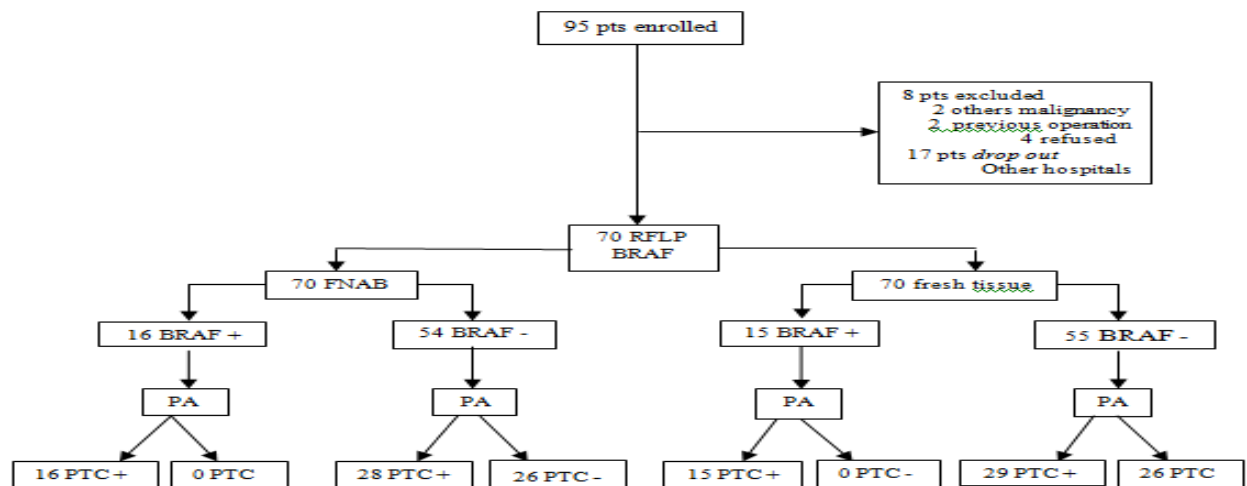 95 pts enrolled
8 pts excluded
2 others malignancy
2 previous operation
4 refused
17 pts drop out
Other hospitals
70 RFLP
BRAF
70 FNAB
70 fresh tissue
16 BRAF +
54 BRAF -
15 BRAF +
55 BRAF -
PA
PA
PA
PA
16 PTC+
0 PTC
28 PTC+
26 PTC -
15 PTC+
0 PTC -
29 PTC+
26 PTC